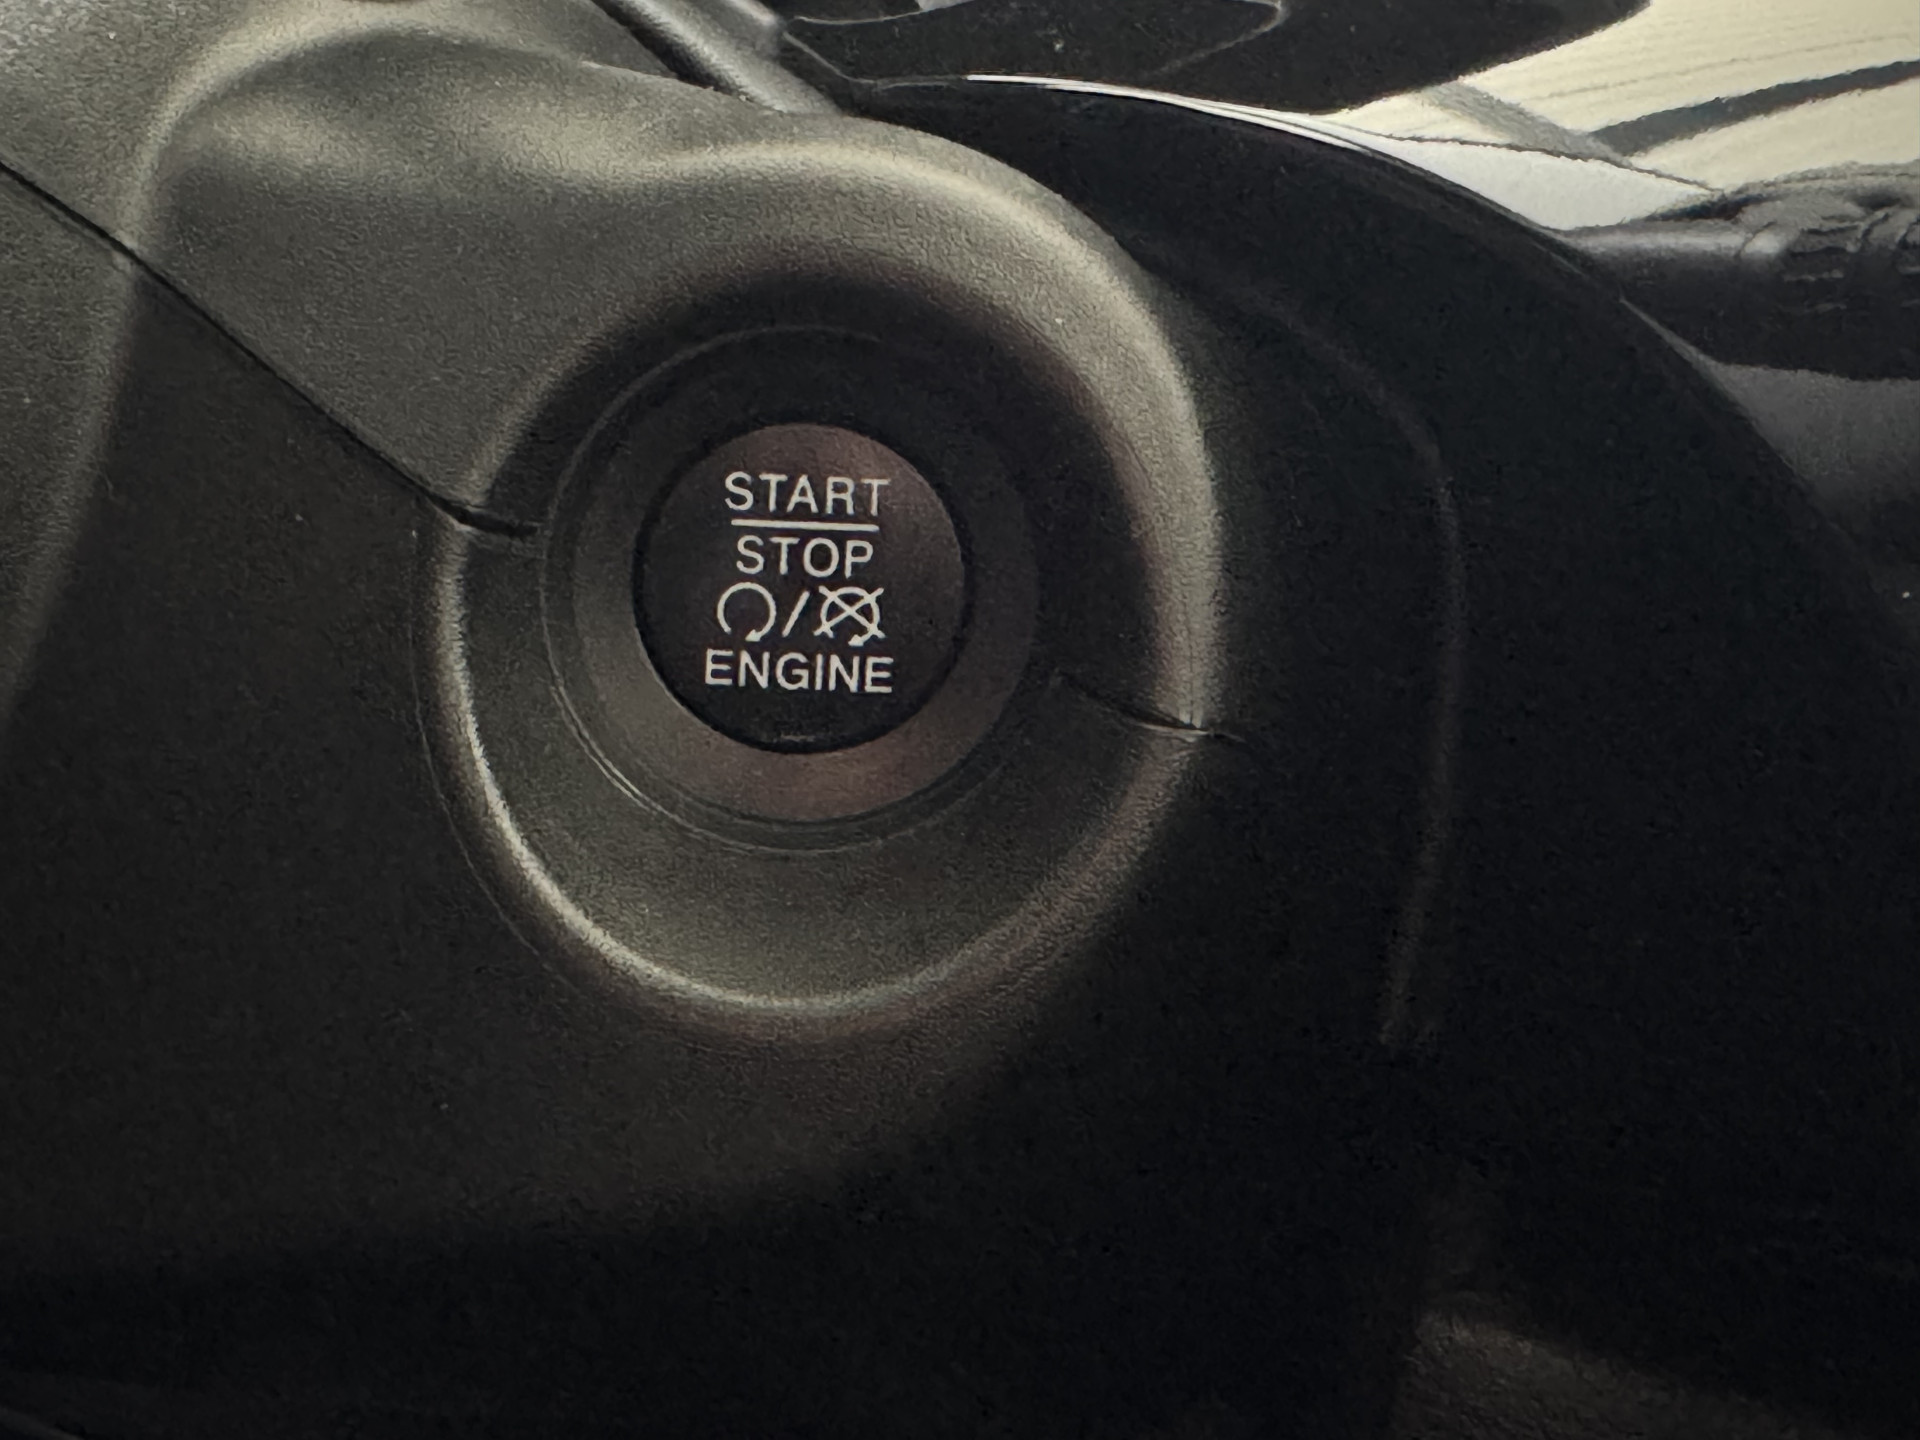 START
STOP
/
ENGINE